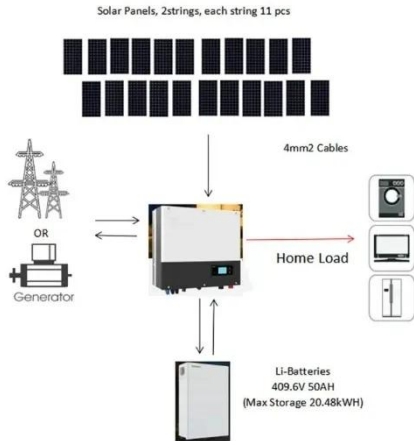 Solar Panels, 2strings, each string 11 pcs
4mm2 Cables
OR
Generator
Home Load
Li-Batteries
409.6V 50AH
(Max Storage 20.48kWH)